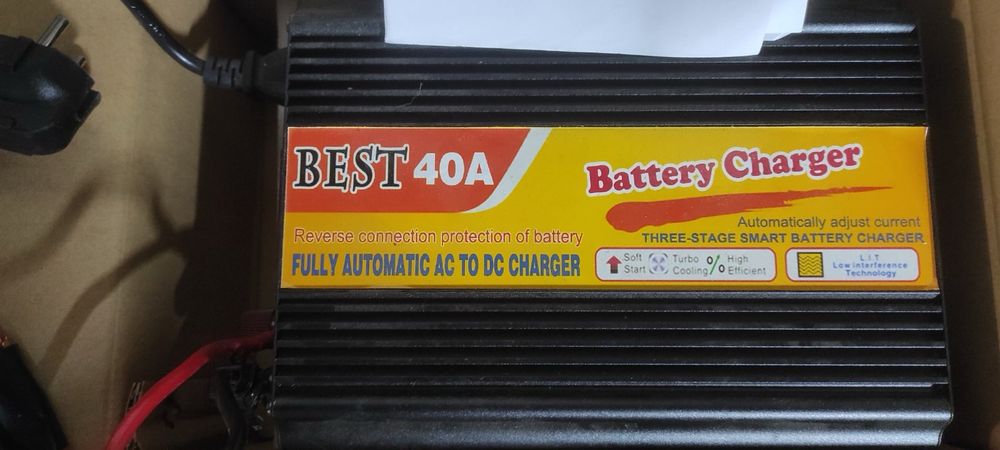 BEST 40A
Battery Charger
Reverse connection protection of battery
Automatically adjust current
FULLY AUTOMATIC AC TO DC CHARGER
THREE-STAGE SMART BATTERY CHARGER
Soft Start
Turbo Cooling
% High Efficient
L.I.T
Low interference
Technology